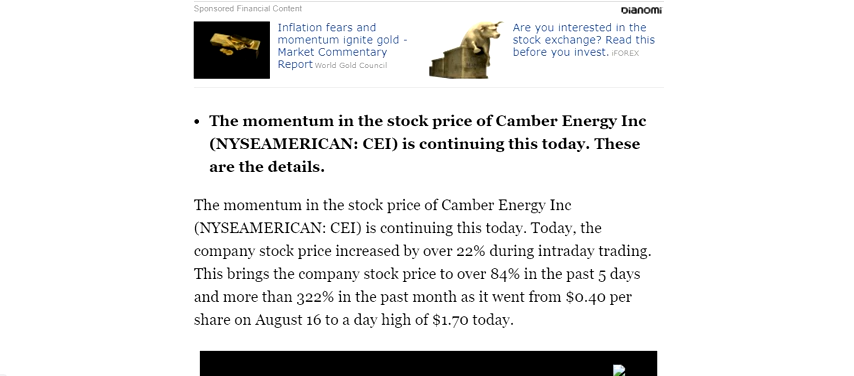 Sponsored Financial Content
dianomi
Inflation fears and
momentum ignite gold -
Market Commentary
Report World Gold Council
Are you interested in the
stock exchange? Read this
before you invest. iFOREX
• The momentum in the stock price of Camber Energy Inc
(NYSEAMERICAN: CEI) is continuing this today. These
are the details.
The momentum in the stock price of Camber Energy Inc
(NYSEAMERICAN: CEI) is continuing this today. Today, the
company stock price increased by over 22% during intraday trading.
This brings the company stock price to over 84% in the past 5 days
and more than 322% in the past month as it went from $0.40 per
share on August 16 to a day high of $1.70 today.